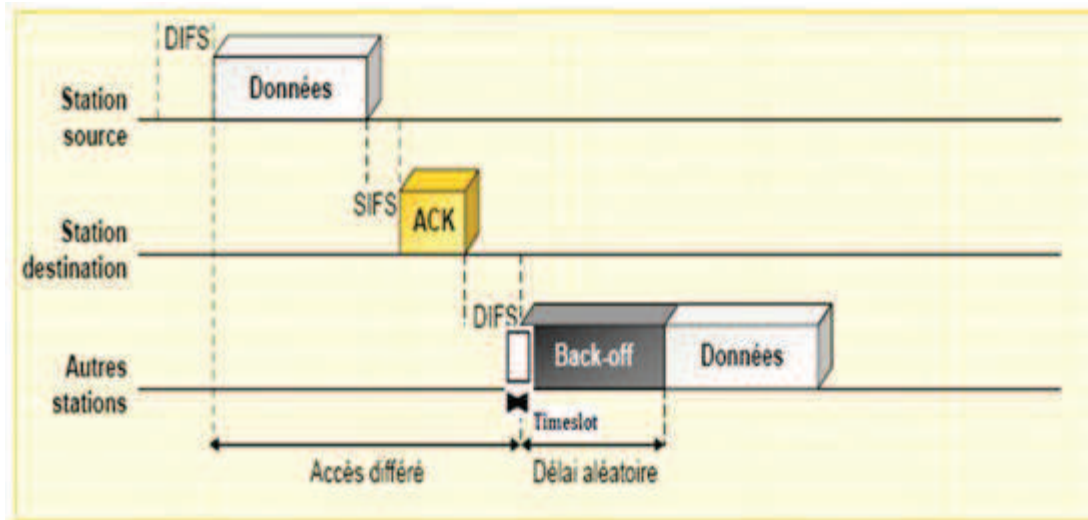 DIFS
Données
Station
source
SIFS
ACK
Station
destination
DIFS
Back-off
Données
Autres
stations
Timeslot
Accès différé
Délai aléatoire